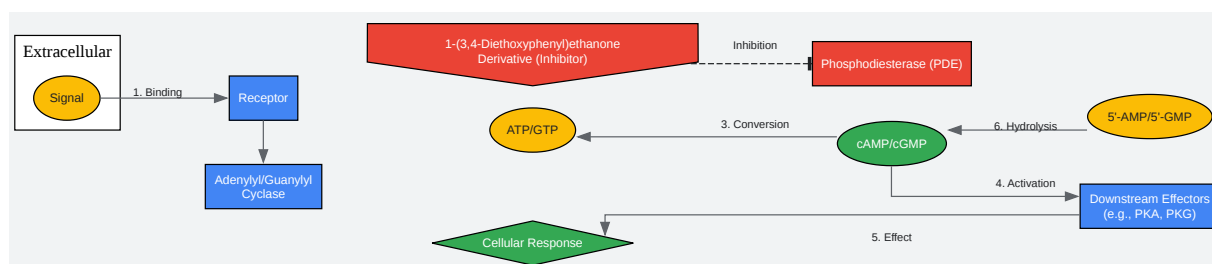 Extracellular
Signal
1. Binding
Receptor
Adenylyl/Guanylyl
Cyclase
1-(3,4-Diethoxyphenyl)ethanone
Derivative (Inhibitor)
Inhibition
Phosphodiesterase (PDE)
ATP/GTP
3. Conversion
cAMP/cGMP
6. Hydrolysis
5'-AMP/5'-GMP
4. Activation
Downstream Effectors
(e.g., PKA, PKG)
5. Effect
Cellular Response